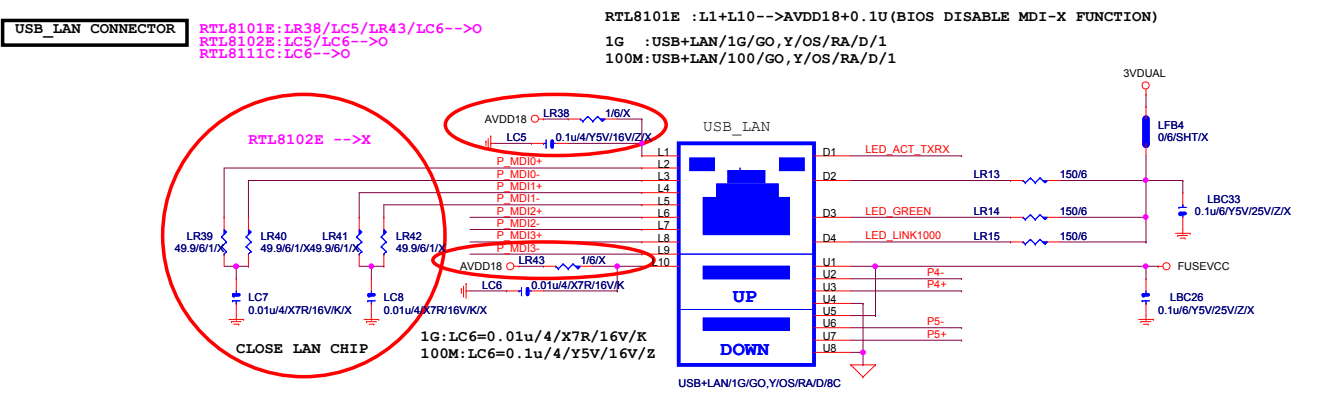 USB_LAN CONNECTOR
RTL8101E:LR38/LC5/LR43/LC6-->O
RTL8102E:LC5/LC6-->O
RTL8111C:LC6-->O
RTL8101E :L1+L10-->AVDD18+0.1U(BIOS DISABLE MDI-X FUNCTION)
1G :USB+LAN/1G/GO,Y/OS/RA/D/1
100M:USB+LAN/100/GO,Y/OS/RA/D/1
3VDUAL
LFB4
0/6/SHT/X
AVDD18
LR38
1/6/X
LC5
0.1u/4/Y5V/16V/Z/X
RTL8102E -->X
USB_LAN
L1
L2
L3
L4
L5
L6
L7
L8
L9
L10
P_MDI0+
P_MDI0-
P_MDI1+
P_MDI1-
P_MDI2+
P_MDI2-
P_MDI3+
P_MDI3-
D1
LED_ACT_TXRX
D2
LR13
150/6
D3
LED_GREEN
LR14
150/6
D4
LED_LINK1000
LR15
150/6
LBC33
0.1u/6/Y5V/25V/Z/X
LR39
49.9/6/1/X
LR40
49.9/6/1/X
LR41
49.9/6/1/X
LR42
49.9/6/1/X
AVDD18
LR43
1/6/X
LC6
0.01u/4/X7R/16V/K
LC7
0.01u/4/X7R/16V/K/X
LC8
0.01u/4/X7R/16V/K/X
CLOSE LAN CHIP
1G:LC6=0.01u/4/X7R/16V/K
100M:LC6=0.1u/4/Y5V/16V/Z
UP
DOWN
U1
U2
U3
U4
U5
U6
U7
U8
P4-
P4+
P5-
P5+
FUSEVCC
LBC26
0.1u/6/Y5V/25V/Z/X
USB+LAN/1G/GO,Y/OS/RA/D/8C